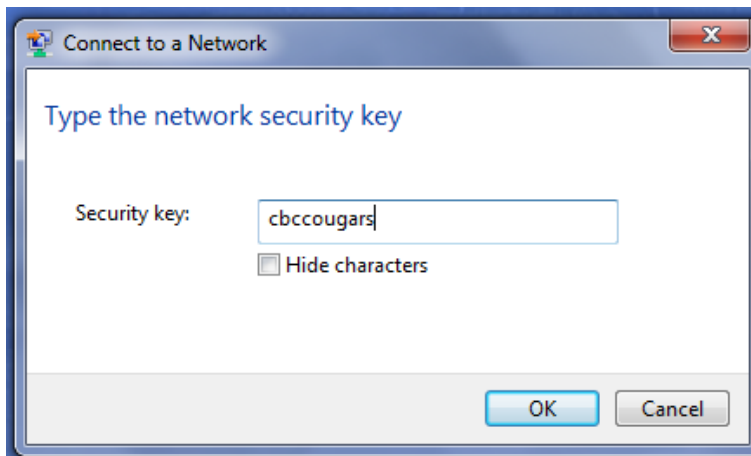 Connect to a Network
Type the network security key
Security key: cbccougars
Hide characters
OK Cancel